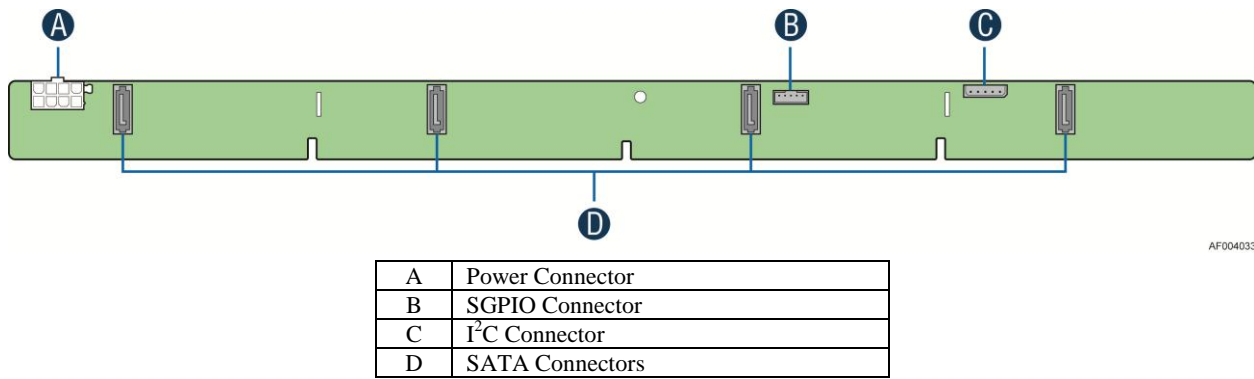 A
B
C
D
AF004033
A Power Connector
B SGPIO Connector
C I²C Connector
D SATA Connectors